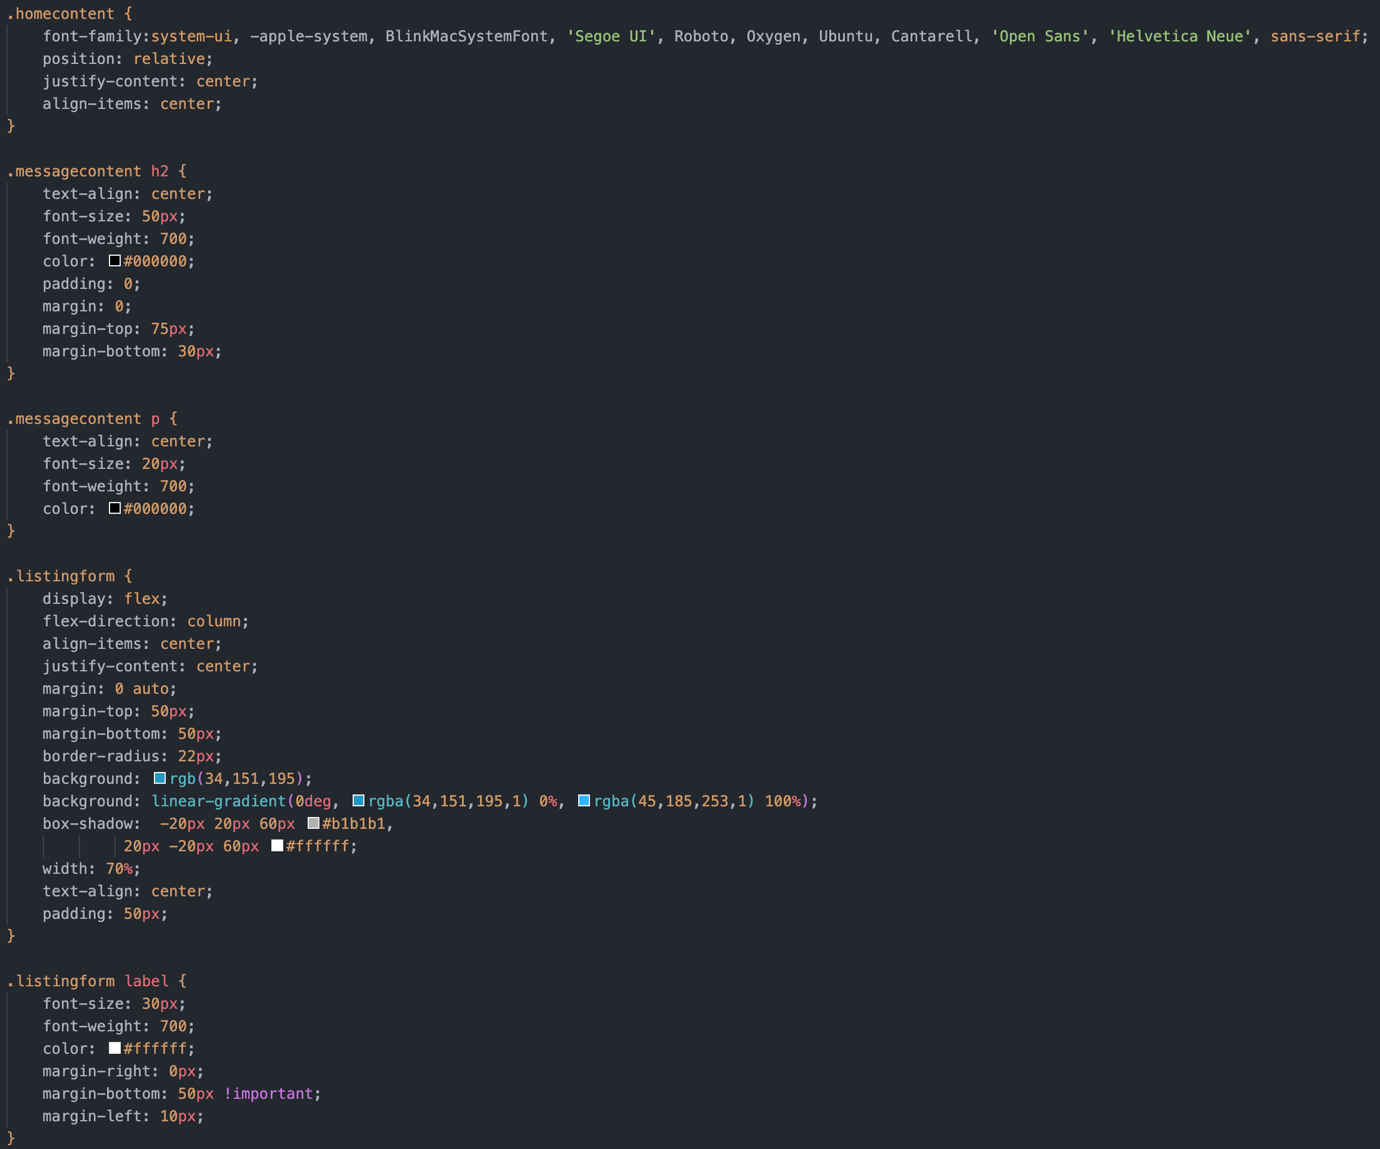 .homecontent {
    font-family:system-ui, -apple-system, BlinkMacSystemFont, 'Segoe UI', Roboto, Oxygen, Ubuntu, Cantarell, 'Open Sans', 'Helvetica Neue', sans-serif;
    position: relative;
    justify-content: center;
    align-items: center;
}

.messagecontent h2 {
    text-align: center;
    font-size: 50px;
    font-weight: 700;
    color: #000000;
    padding: 0;
    margin: 0;
    margin-top: 75px;
    margin-bottom: 30px;
}

.messagecontent p {
    text-align: center;
    font-size: 20px;
    font-weight: 700;
    color: #000000;
}

.listingform {
    display: flex;
    flex-direction: column;
    align-items: center;
    justify-content: center;
    margin: 0 auto;
    margin-top: 50px;
    margin-bottom: 50px;
    border-radius: 22px;
    background: rgb(34,151,195);
    background: linear-gradient(0deg, rgba(34,151,195,1) 0%, rgba(45,185,253,1) 100%);
    box-shadow:  -20px 20px 60px #b1b1b1,
             20px -20px 60px #ffffff;
    width: 70%;
    text-align: center;
    padding: 50px;
}

.listingform label {
    font-size: 30px;
    font-weight: 700;
    color: #ffffff;
    margin-right: 0px;
    margin-bottom: 50px !important;
    margin-left: 10px;
}